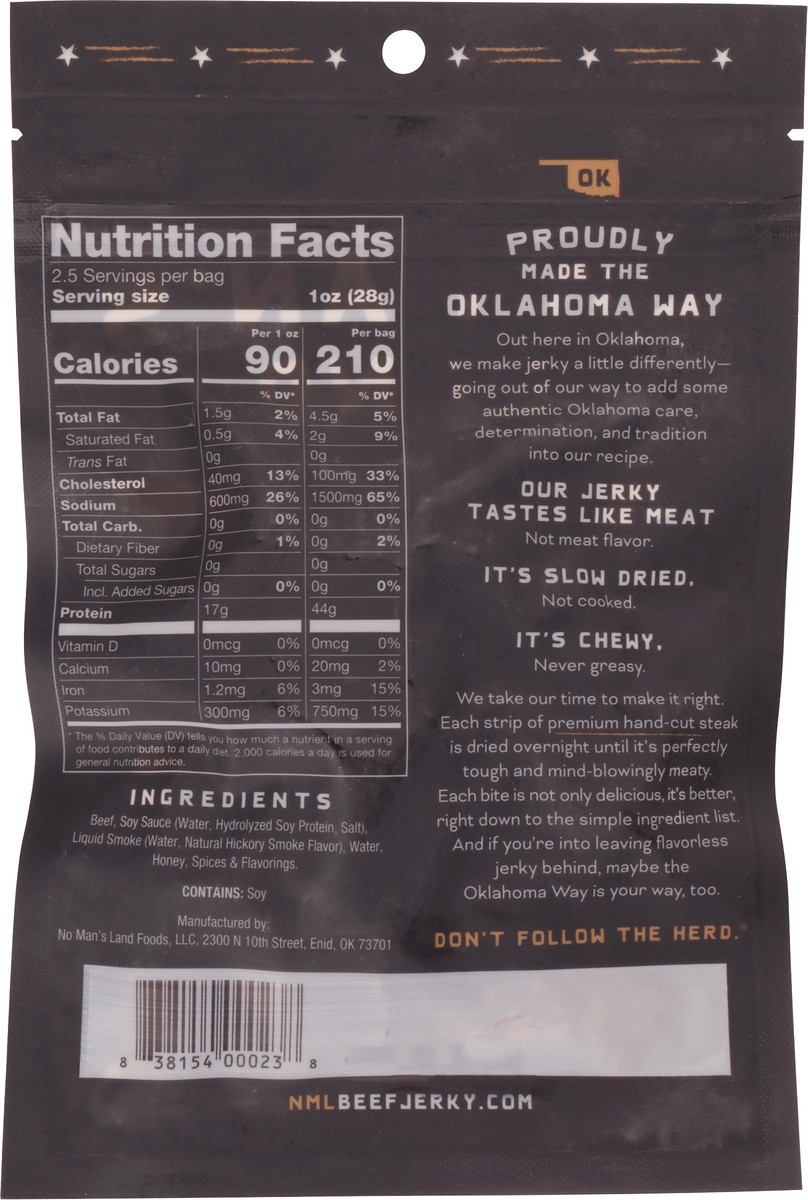 OK
Nutrition Facts
2.5 Servings per bag
Serving size 1oz (28g)
Per 1 oz Per bag
Calories 90 210
% DV* % DV*
Total Fat 1.5g 2% 4.5g 5%
Saturated Fat 0.5g 4% 2g 9%
Trans Fat 0g 0g
Cholesterol 40mg 13% 100mg 33%
Sodium 600mg 26% 1500mg 65%
Total Carb. 0g 0% 0g 0%
Dietary Fiber 0g 1% 0g 2%
Total Sugars 0g 0g
Incl. Added Sugars 0g 0% 0g 0%
Protein 17g 44g
Vitamin D 0mcg 0% 0mcg 0%
Calcium 10mg 0% 20mg 2%
Iron 1.2mg 6% 3mg 15%
Potassium 300mg 6% 750mg 15%
* The % Daily Value (DV) tells you how much a nutrient in a serving
of food contributes to a daily diet. 2,000 calories a day is used for
general nutrition advice.
INGREDIENTS
Beef, Soy Sauce (Water, Hydrolyzed Soy Protein, Salt),
Liquid Smoke (Water, Natural Hickory Smoke Flavor), Water,
Honey, Spices & Flavorings.
CONTAINS: Soy
Manufactured by:
No Man's Land Foods, LLC, 2300 N 10th Street, Enid, OK 73701
PROUDLY
MADE THE
OKLAHOMA WAY
Out here in Oklahoma,
we make jerky a little differently—
going out of our way to add some
authentic Oklahoma care,
determination, and tradition
into our recipe.
OUR JERKY
TASTES LIKE MEAT
Not meat flavor.
IT'S SLOW DRIED,
Not cooked.
IT'S CHEWY,
Never greasy.
We take our time to make it right.
Each strip of premium hand-cut steak
is dried overnight until it's perfectly
tough and mind-blowingly meaty.
Each bite is not only delicious, it's better,
right down to the simple ingredient list.
And if you're into leaving flavorless
jerky behind, maybe the
Oklahoma Way is your way, too.
DON'T FOLLOW THE HERD.
8 38154 00023 8
NMLBEEFJERKY.COM